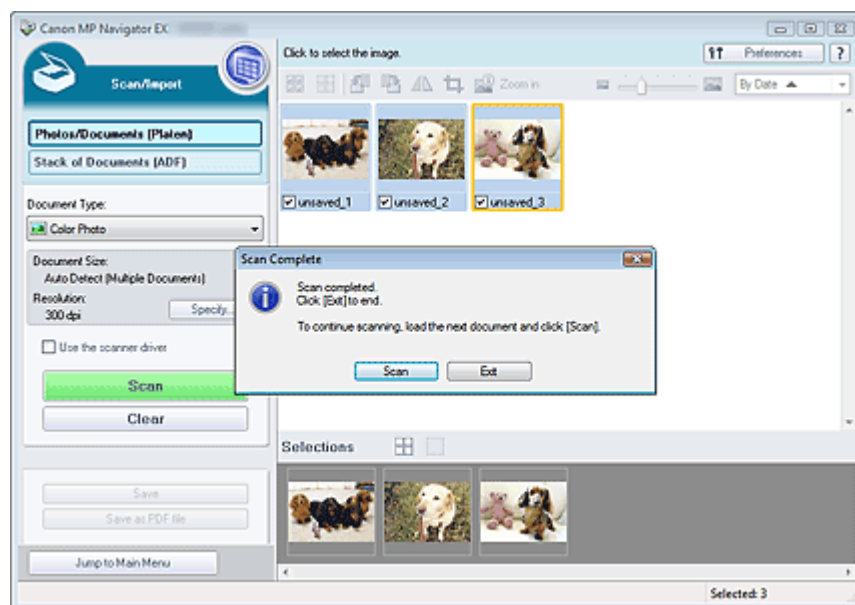 Canon MP Navigator EX
Scan/Import
Photos/Documents (Platen)
Stack of Documents (ADF)
Document Type:
Color Photo
Document Size:
Auto Detect (Multiple Documents)
Resolution:
300 dpi
Specify...
Use the scanner driver
Scan
Clear
Save
Save as PDF file
Jump to Main Menu
Click to select the image.
Preferences
?
Zoom in
By Date
unsaved_1
unsaved_2
unsaved_3
Scan Complete
Scan completed.
Click [Exit] to end.
To continue scanning, load the next document and click [Scan].
Scan
Exit
Selections
Selected: 3